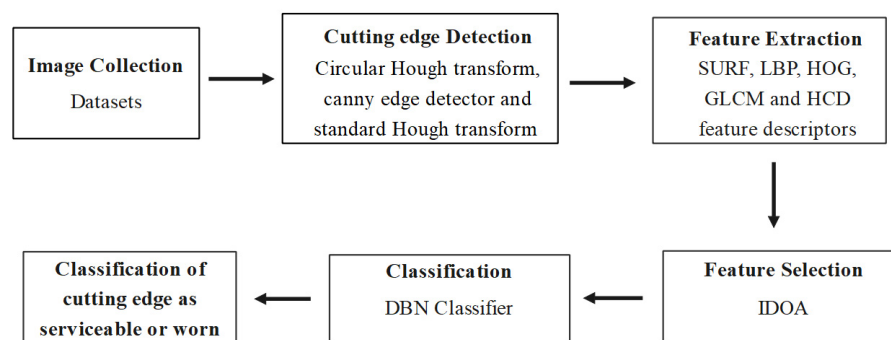 Image Collection
Datasets
Cutting edge Detection
Circular Hough transform,
canny edge detector and
standard Hough transform
Feature Extraction
SURF, LBP, HOG,
GLCM and HCD
feature descriptors
Feature Selection
IDOA
Classification
DBN Classifier
Classification of
cutting edge as
serviceable or worn